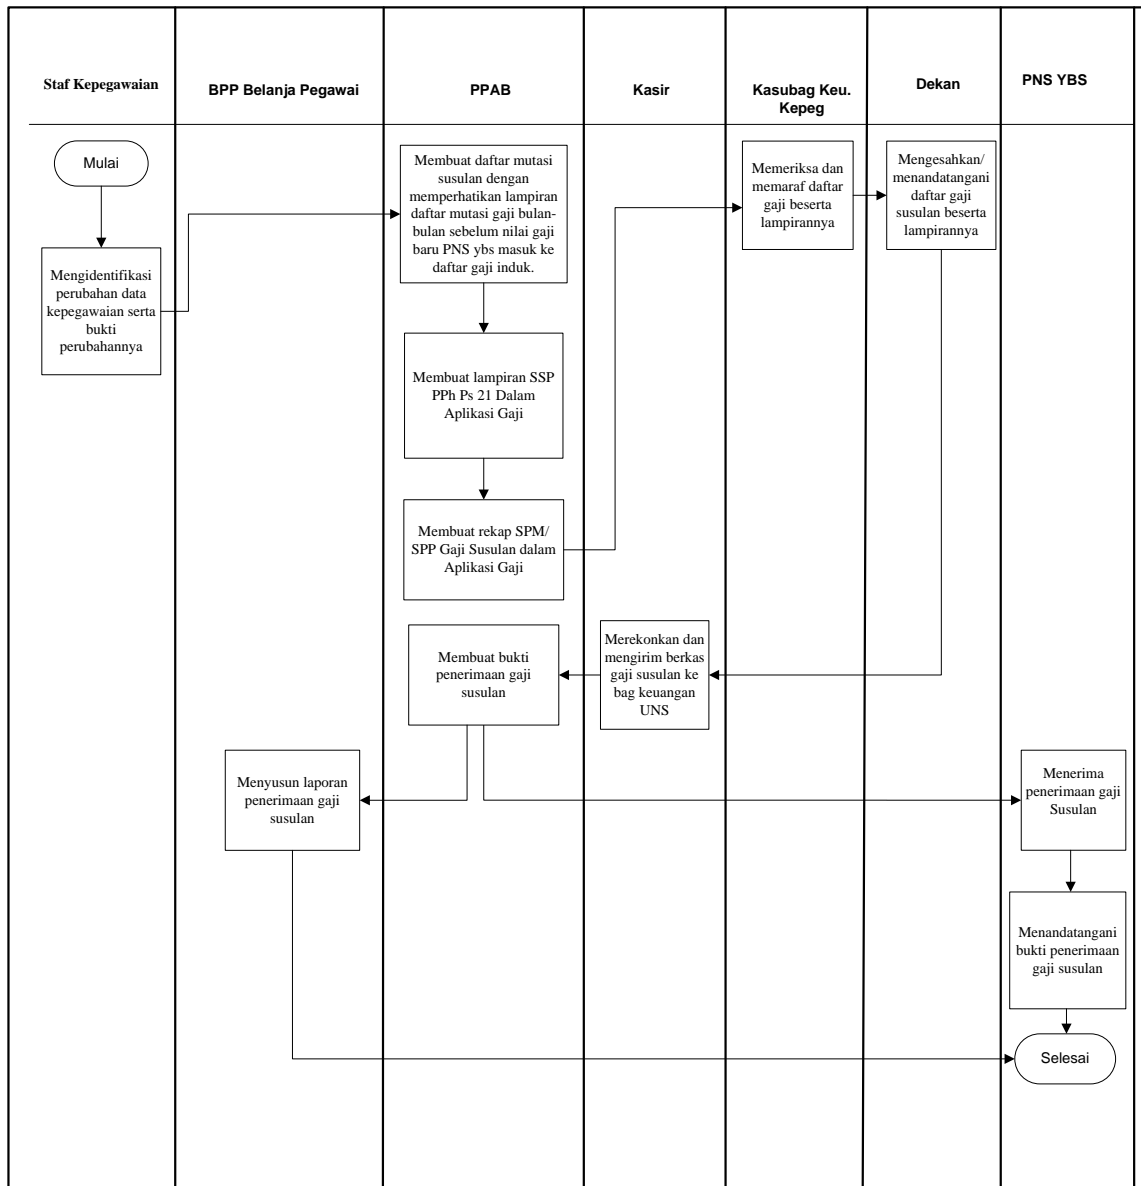 Staf Kepegawaian
BPP Belanja Pegawai
PPAB
Kasir
Kasubag Keu.
Kepeg
Dekan
PNS YBS
Mulai
Mengidentifikasi
perubahan data
kepegawaian serta
bukti
perubahannya
Membuat daftar mutasi
susulan dengan
memperhatikan lampiran
daftar mutasi gaji bulan-
bulan sebelum nilai gaji
baru PNS ybs masuk ke
daftar gaji induk.
Memeriksa dan
memaraf daftar
gaji beserta
lampirannya
Mengesahkan/
menandatangani
daftar gaji
susulan beserta
lampirannya
Membuat lampiran SSP
PPh Ps 21 Dalam
Aplikasi Gaji
Membuat rekap SPM/
SPP Gaji Susulan dalam
Aplikasi Gaji
Merekonkan dan
mengirim berkas
gaji susulan ke
bag keuangan
UNS
Membuat bukti
penerimaan gaji
susulan
Menyusun laporan
penerimaan gaji
susulan
Menerima
penerimaan gaji
Susulan
Menandatangani
bukti penerimaan
gaji susulan
Selesai